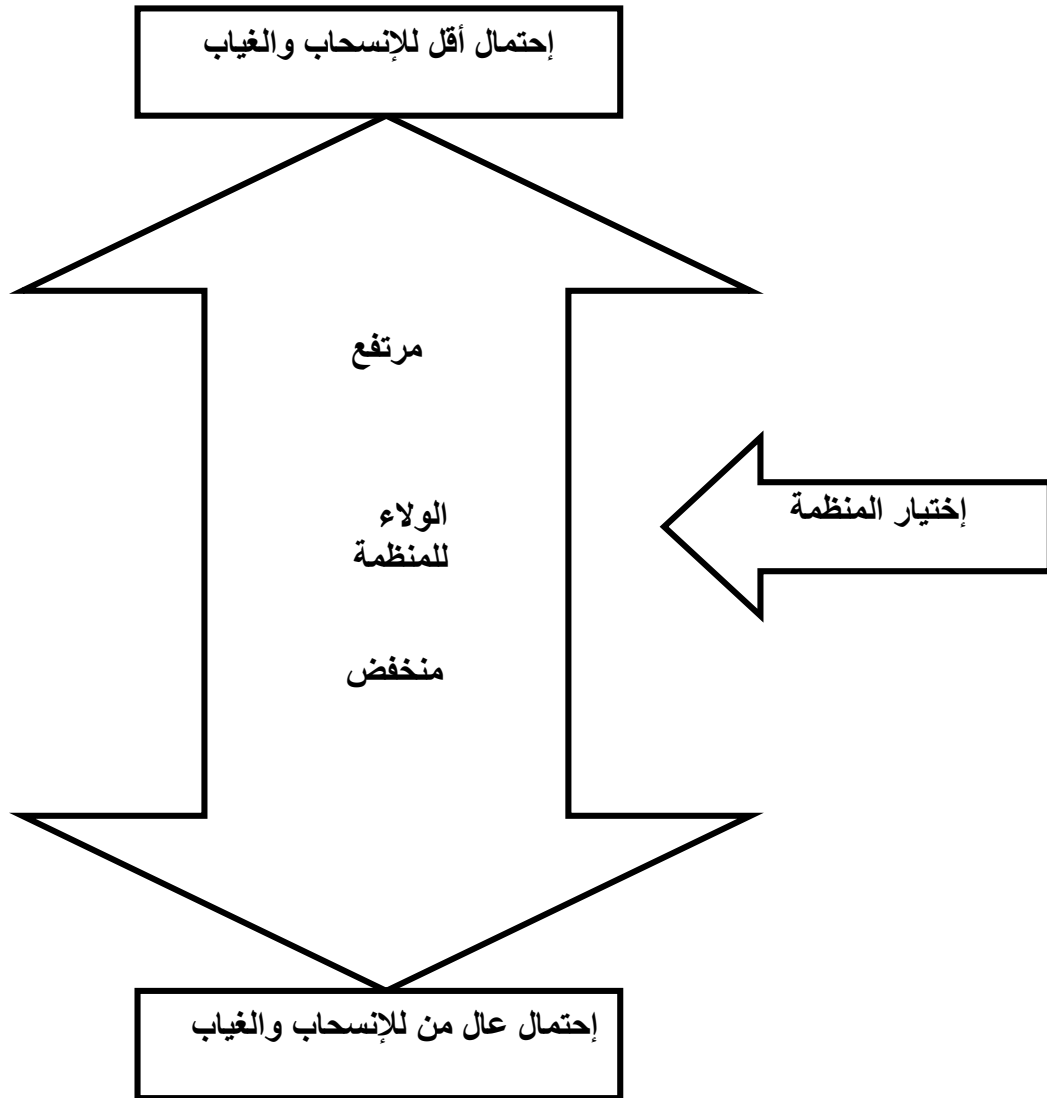 إحتمال أقل للإنسحاب والغياب
مرتفع
الولاء
للمنظمة
إختيار المنظمة
منخفض
إحتمال عال من للإنسحاب والغياب